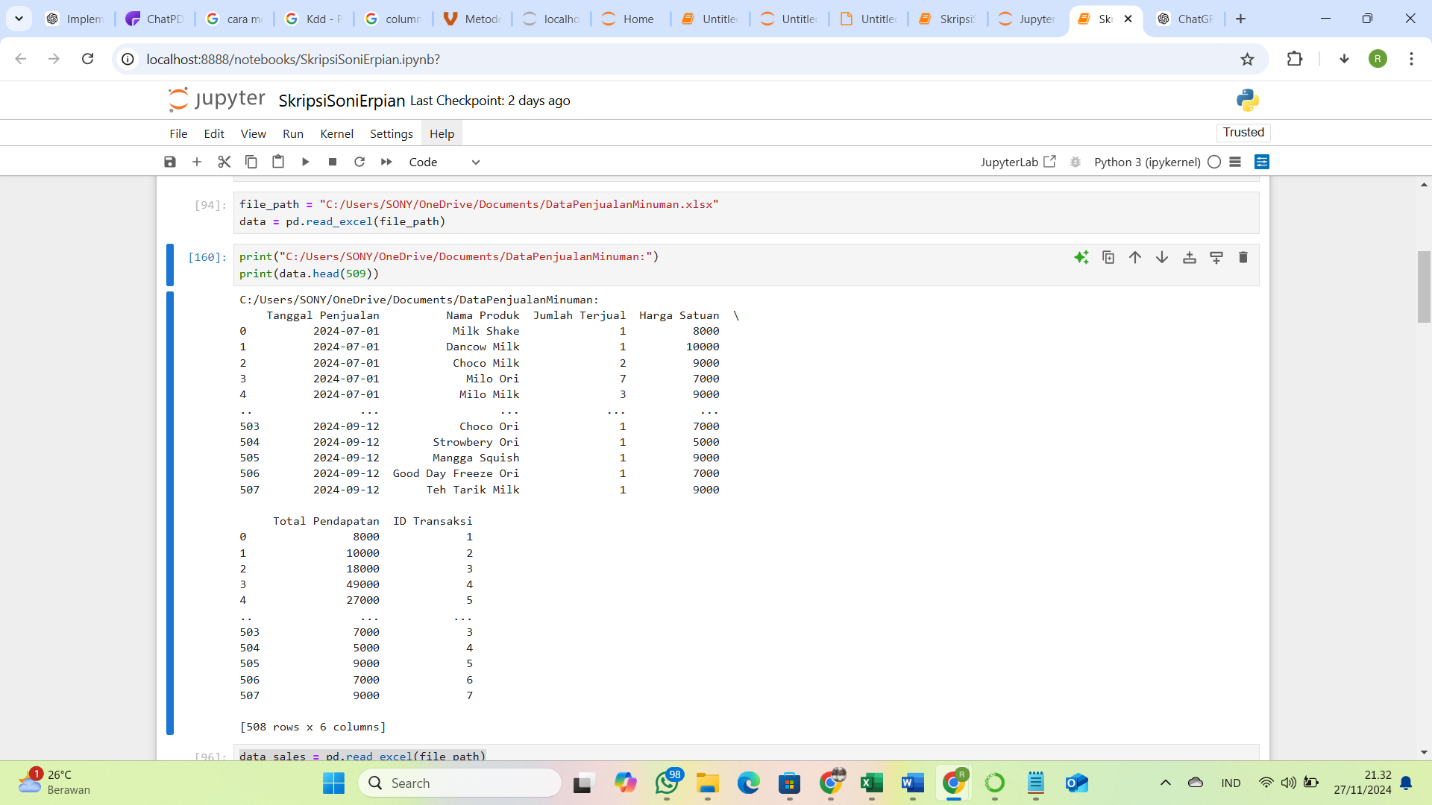 Implem
ChatPD
cara m
Kdd - P
column
Metod
localho
Home
Untitle
Untitle
Untitle
Skripsi
Jupyter
Sk
ChatGP
localhost:8888/notebooks/SkripsiSoniErpian.ipynb?
R
jupyter SkripsiSoniErpian Last Checkpoint: 2 days ago
File Edit View Run Kernel Settings Help Trusted
Code JupyterLab Python 3 (ipykernel)
[94]: file_path = "C:/Users/SONY/OneDrive/Documents/DataPenjualanMinuman.xlsx"
data = pd.read_excel(file_path)
[160]: print("C:/Users/SONY/OneDrive/Documents/DataPenjualanMinuman:")
print(data.head(509))
C:/Users/SONY/OneDrive/Documents/DataPenjualanMinuman:
Tanggal Penjualan Nama Produk Jumlah Terjual Harga Satuan \
0 2024-07-01 Milk Shake 1 8000
1 2024-07-01 Dancow Milk 1 10000
2 2024-07-01 Choco Milk 2 9000
3 2024-07-01 Milo Ori 7 7000
4 2024-07-01 Milo Milk 3 9000
.. ... ... ... ...
503 2024-09-12 Choco Ori 1 7000
504 2024-09-12 Strowbery Ori 1 5000
505 2024-09-12 Mangga Squish 1 9000
506 2024-09-12 Good Day Freeze Ori 1 7000
507 2024-09-12 Teh Tarik Milk 1 9000
Total Pendapatan ID Transaksi
0 8000 1
1 10000 2
2 18000 3
3 49000 4
4 27000 5
.. ... ...
503 7000 3
504 5000 4
505 9000 5
506 7000 6
507 9000 7
[508 rows x 6 columns]
[96]: data_sales = pd.read_excel(file_path)
1
26°C
Berawan
Search
98
R
IND
21.32
27/11/2024